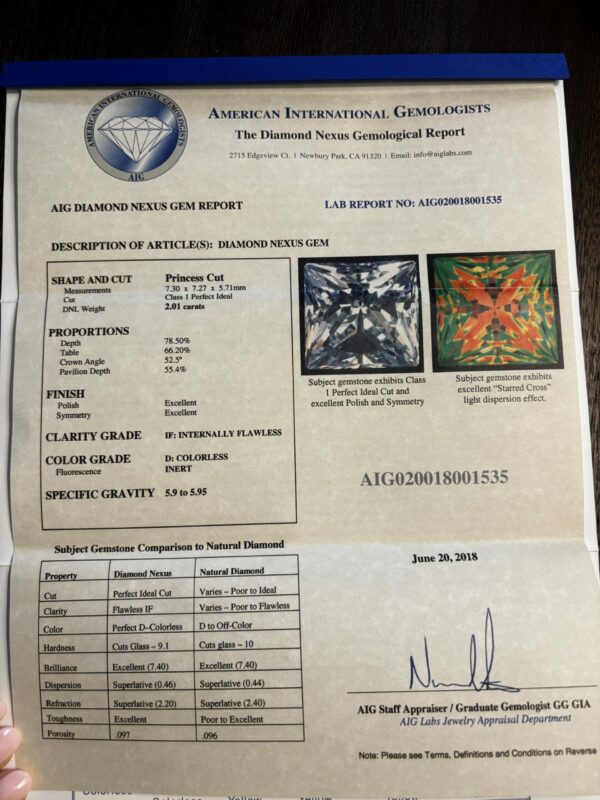 AMERICAN INTERNATIONAL GEMOLOGISTS
AIG
AMERICAN INTERNATIONAL GEMOLOGISTS
The Diamond Nexus Gemological Report
2715 Edgeview Ct. | Newbury Park, CA 91320 | Email: info@aiglabs.com
AIG DIAMOND NEXUS GEM REPORT
LAB REPORT NO: AIG020018001535
DESCRIPTION OF ARTICLE(S): DIAMOND NEXUS GEM
SHAPE AND CUT Princess Cut
Measurements 7.30 x 7.27 x 5.71mm
Cut Class 1 Perfect Ideal
DNL Weight 2.01 carats
PROPORTIONS
Depth 78.50%
Table 66.20%
Crown Angle 52.5°
Pavilion Depth 55.4%
FINISH
Polish Excellent
Symmetry Excellent
CLARITY GRADE IF: INTERNALLY FLAWLESS
COLOR GRADE D: COLORLESS
Fluorescence INERT
SPECIFIC GRAVITY 5.9 to 5.95
Subject gemstone exhibits Class
1 Perfect Ideal Cut and
excellent Polish and Symmetry
Subject gemstone exhibits
excellent "Starred Cross"
light dispersion effect.
AIG020018001535
Subject Gemstone Comparison to Natural Diamond
Property Diamond Nexus Natural Diamond
Cut Perfect Ideal Cut Varies – Poor to Ideal
Clarity Flawless IF Varies – Poor to Flawless
Color Perfect D–Colorless D to Off-Color
Hardness Cuts Glass – 9.1 Cuts glass – 10
Brilliance Excellent (7.40) Excellent (7.40)
Dispersion Superlative (0.46) Superlative (0.44)
Refraction Superlative (2.20) Superlative (2.40)
Toughness Excellent Poor to Excellent
Porosity .097 .096
June 20, 2018
AIG Staff Appraiser / Graduate Gemologist GG GIA
AIG Labs Jewelry Appraisal Department
Note: Please see Terms, Definitions and Conditions on Reverse
Colorless Yellow Yellow